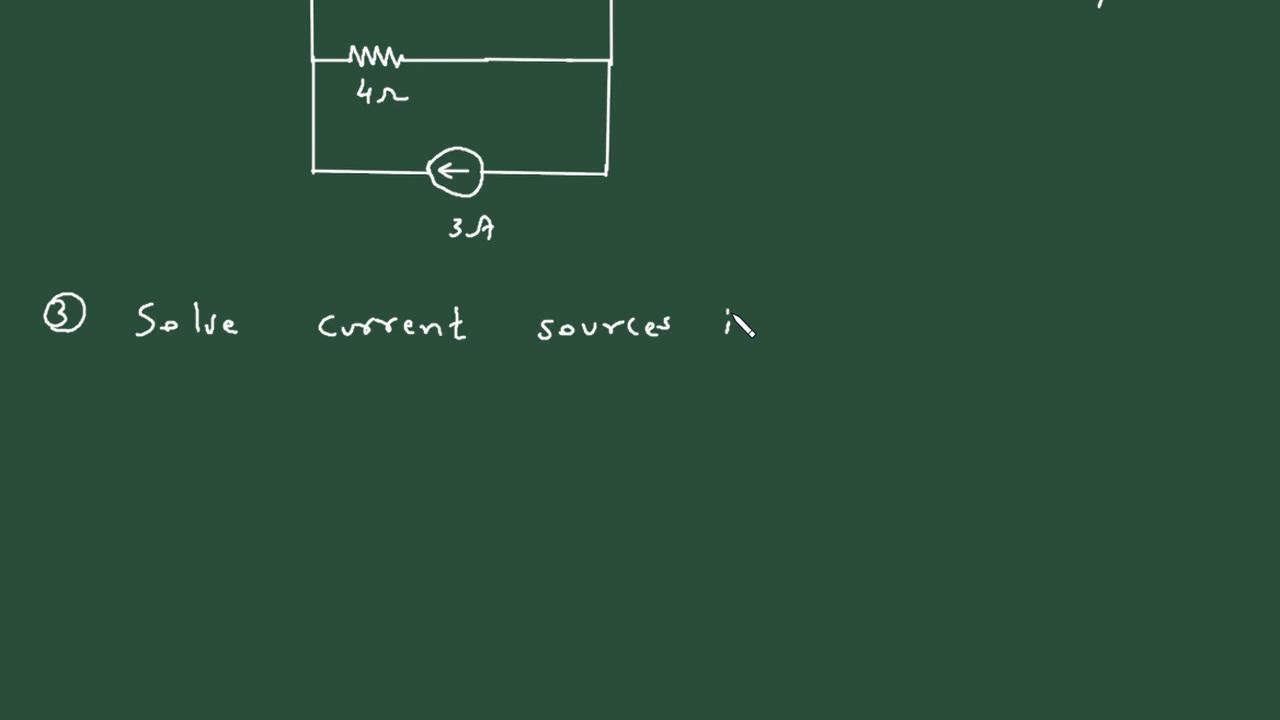 4Ω
3A
③ Solve current sources i